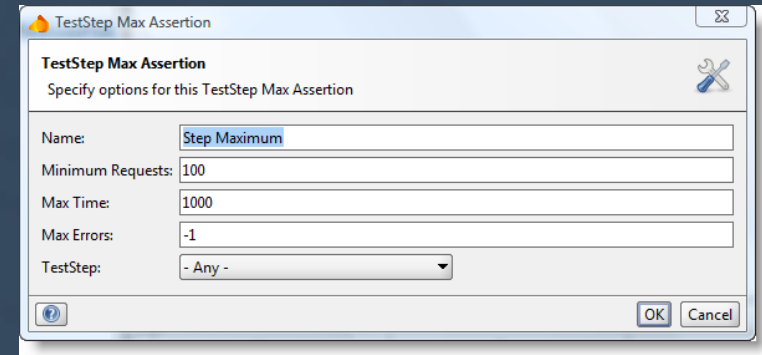 TestStep Max Assertion
TestStep Max Assertion
Specify options for this TestStep Max Assertion
Name: Step Maximum
Minimum Requests: 100
Max Time: 1000
Max Errors: -1
TestStep: - Any -
? OK Cancel